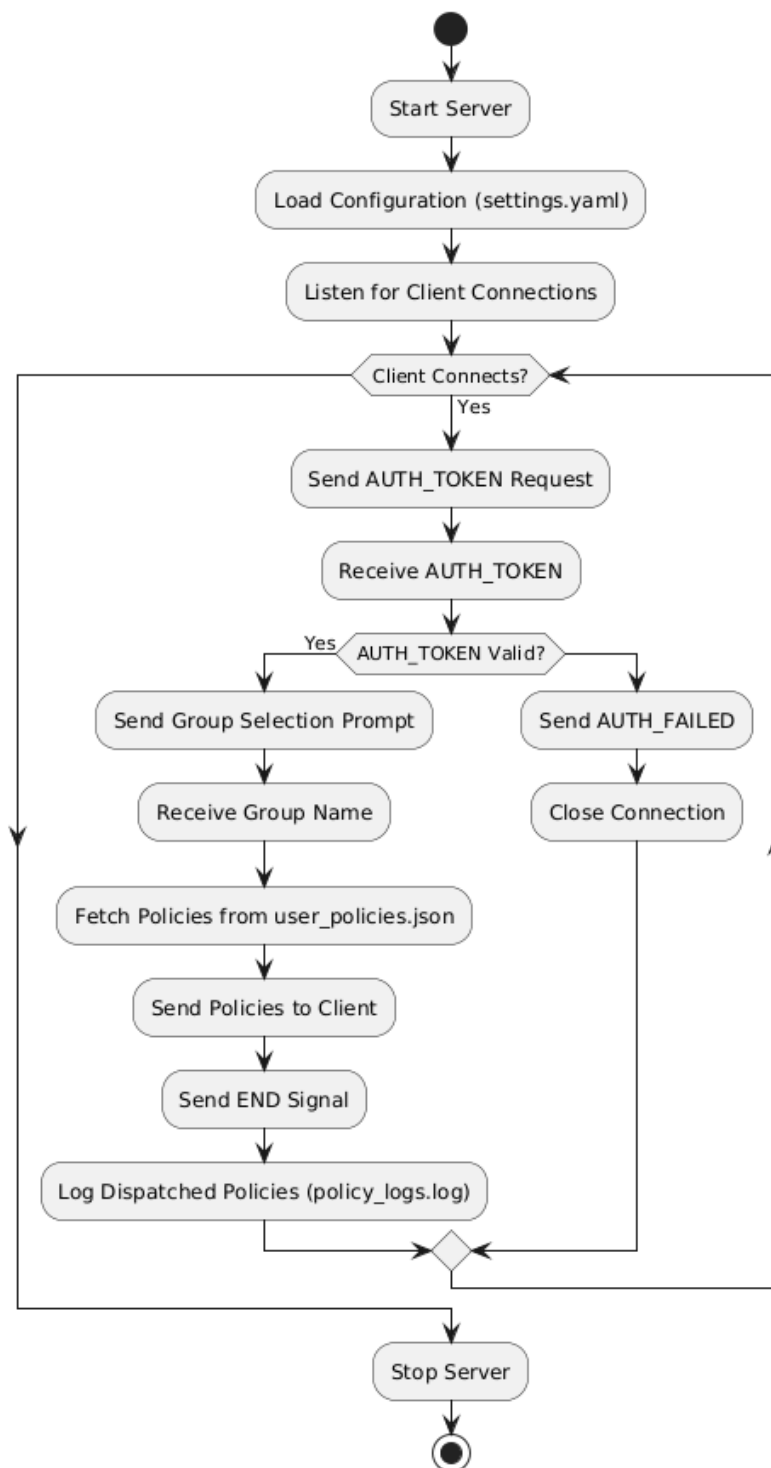 Start Server
Load Configuration (settings.yaml)
Listen for Client Connections
Client Connects?
Yes
Send AUTH_TOKEN Request
Receive AUTH_TOKEN
Yes
AUTH_TOKEN Valid?
Send Group Selection Prompt
Send AUTH_FAILED
Receive Group Name
Close Connection
Fetch Policies from user_policies.json
Send Policies to Client
Send END Signal
Log Dispatched Policies (policy_logs.log)
Stop Server